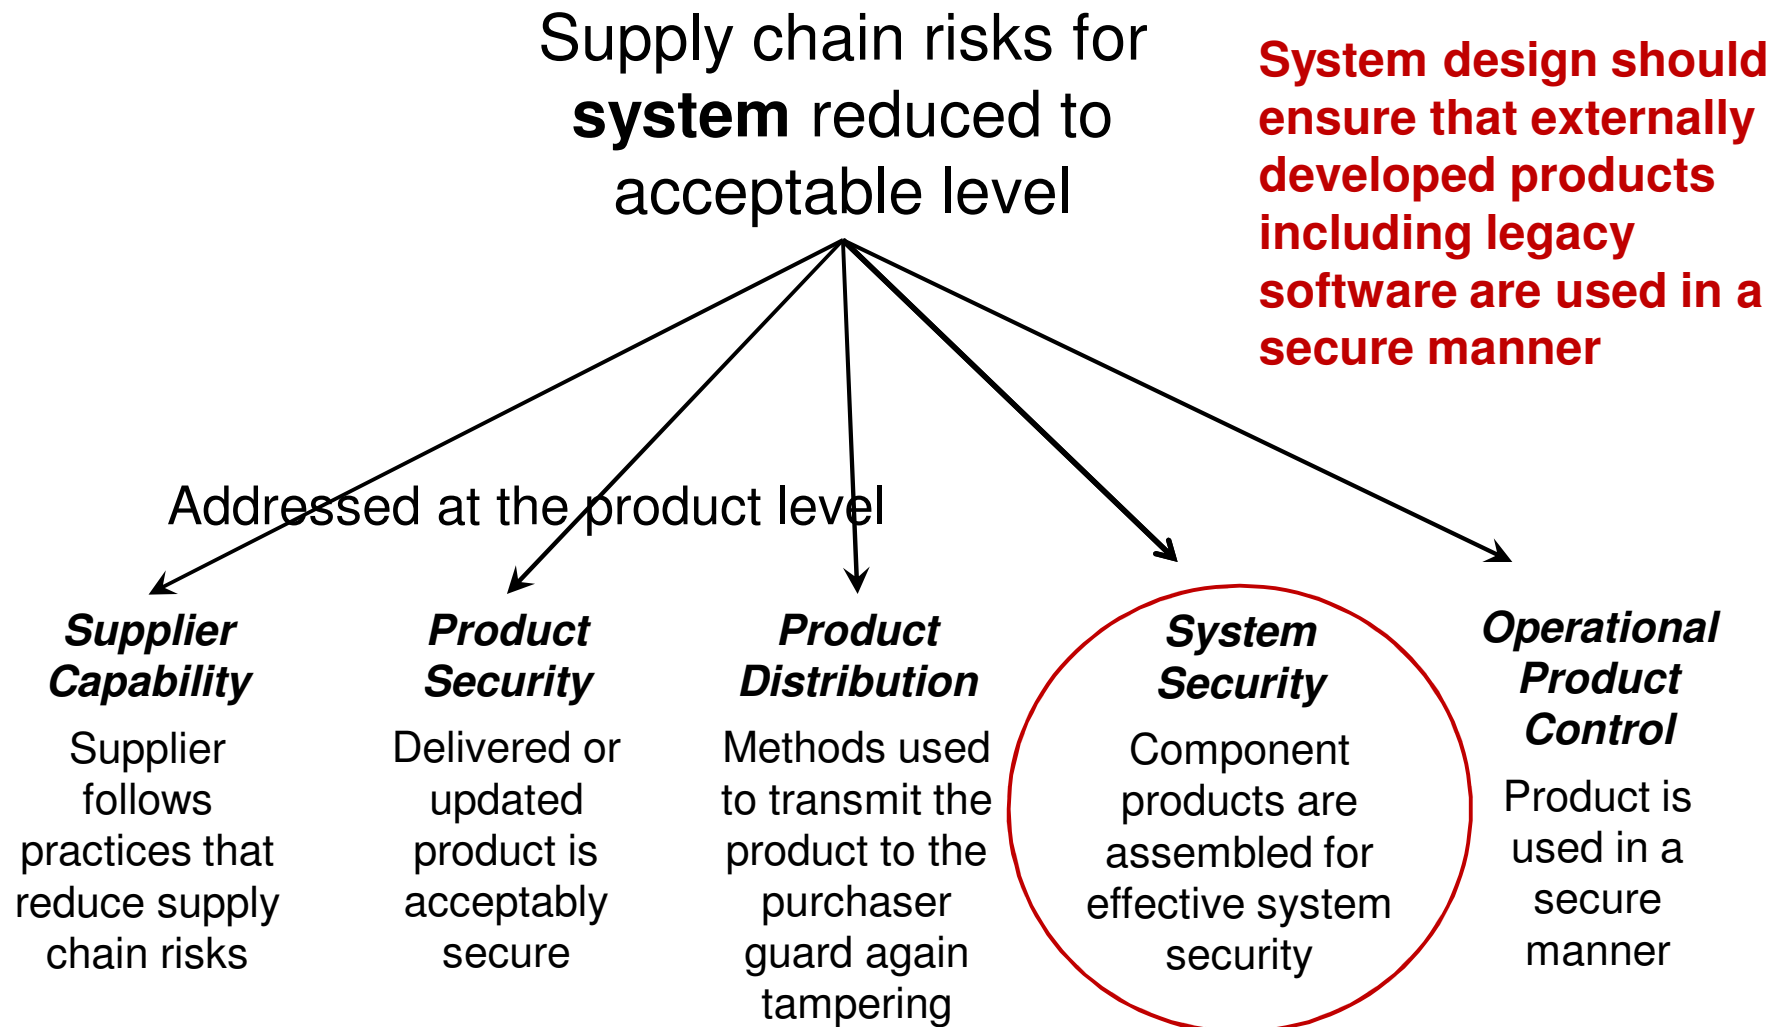 Supply chain risks for
system reduced to
acceptable level
System design should
ensure that externally
developed products
including legacy
software are used in a
secure manner
Addressed at the product level
Supplier
Capability
Supplier
follows
practices that
reduce supply
chain risks
Product
Security
Delivered or
updated
product is
acceptably
secure
Product
Distribution
Methods used
to transmit the
product to the
purchaser
guard again
tampering
System
Security
Component
products are
assembled for
effective system
security
Operational
Product
Control
Product is
used in a
secure
manner